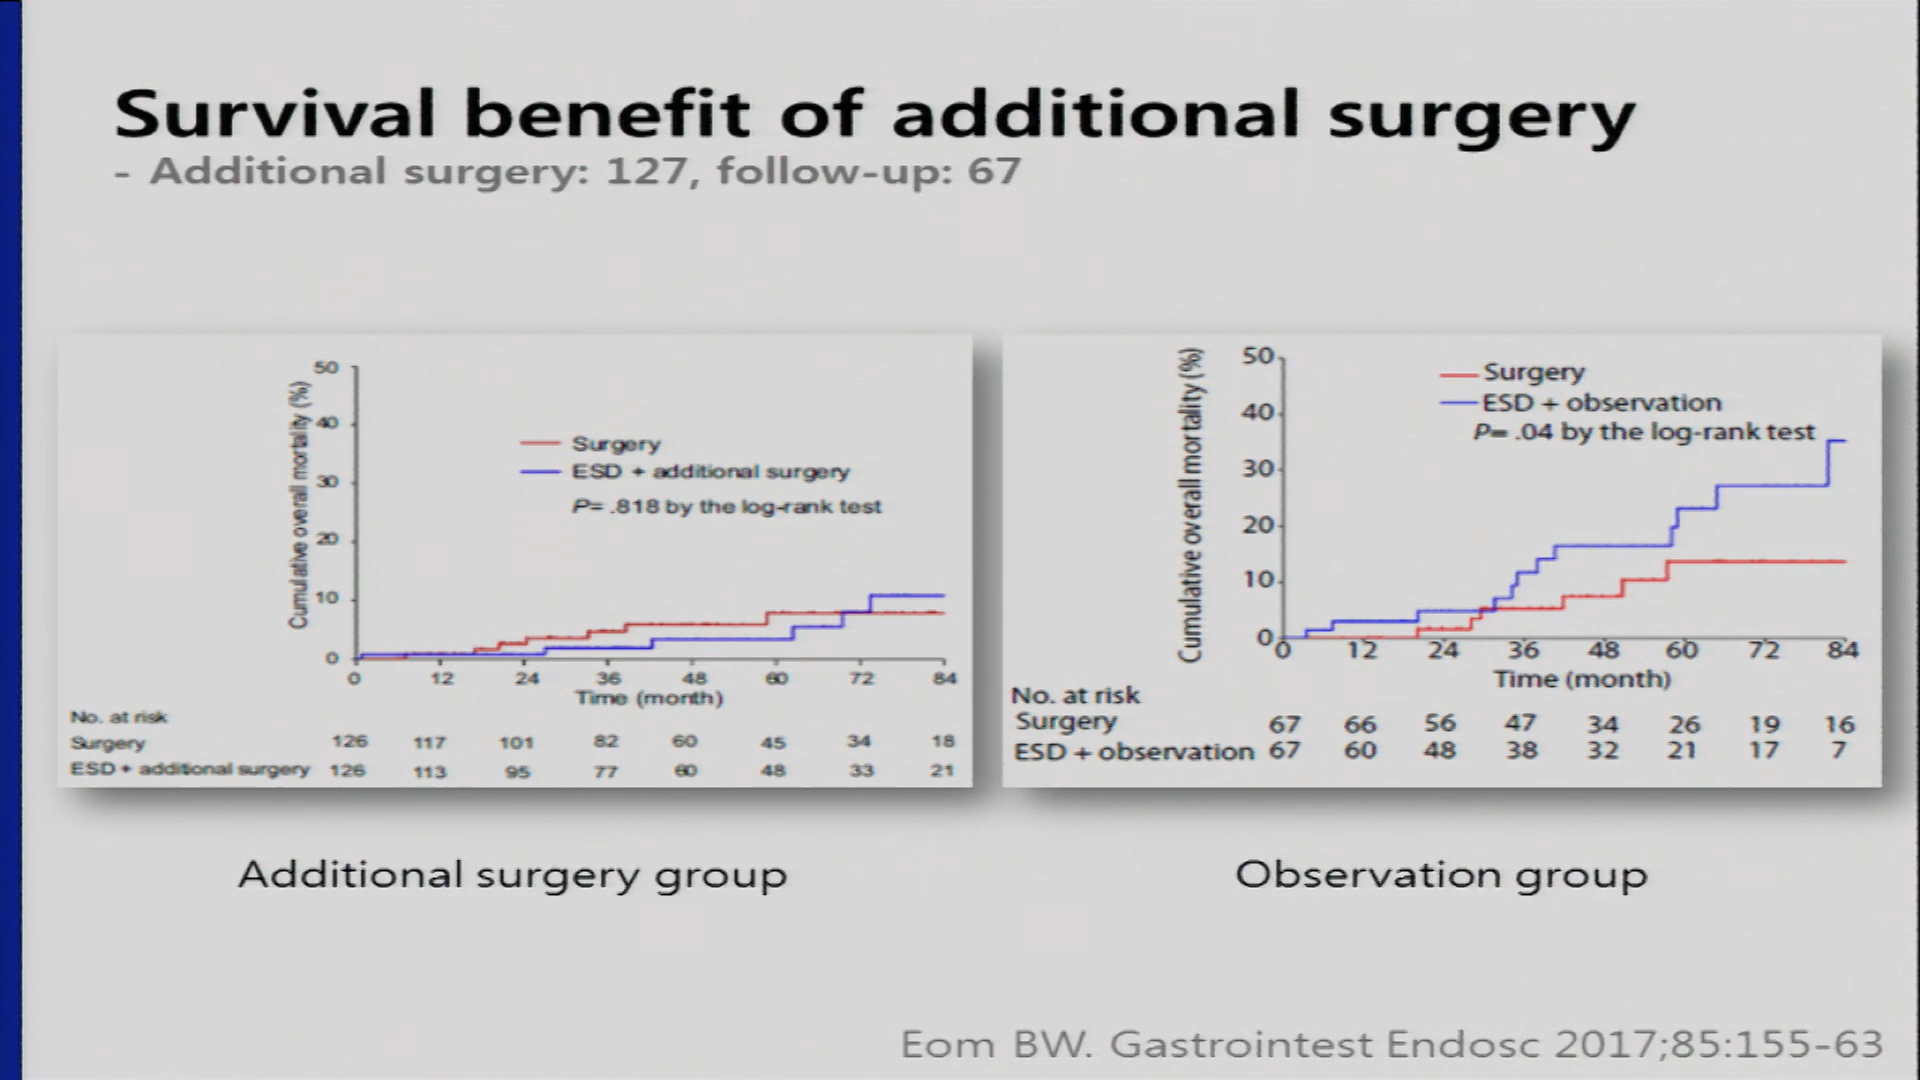 Survival benefit of additional surgery
- Additional surgery: 127, follow-up: 67
Cumulative overall mortality (%)
50
40
30
20
10
0
Surgery
ESD + additional surgery
P= .818 by the log-rank test
0 12 24 36 48 60 72 84
Time (month)
No. at risk
Surgery 126 117 101 82 60 45 34 18
ESD + additional surgery 126 113 95 77 60 48 33 21
Additional surgery group
Cumulative overall mortality (%)
50
40
30
20
10
0
Surgery
ESD + observation
P= .04 by the log-rank test
0 12 24 36 48 60 72 84
Time (month)
No. at risk
Surgery 67 66 56 47 34 26 19 16
ESD + observation 67 60 48 38 32 21 17 7
Observation group
Eom BW. Gastrointest Endosc 2017;85:155-63